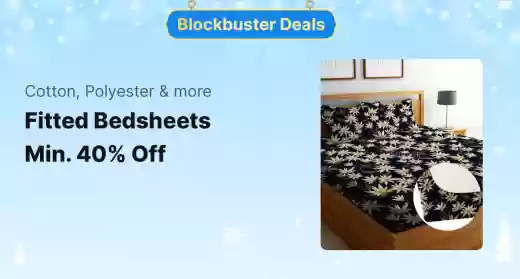 Blockbuster Deals
Cotton, Polyester & more
Fitted Bedsheets
Min. 40% Off